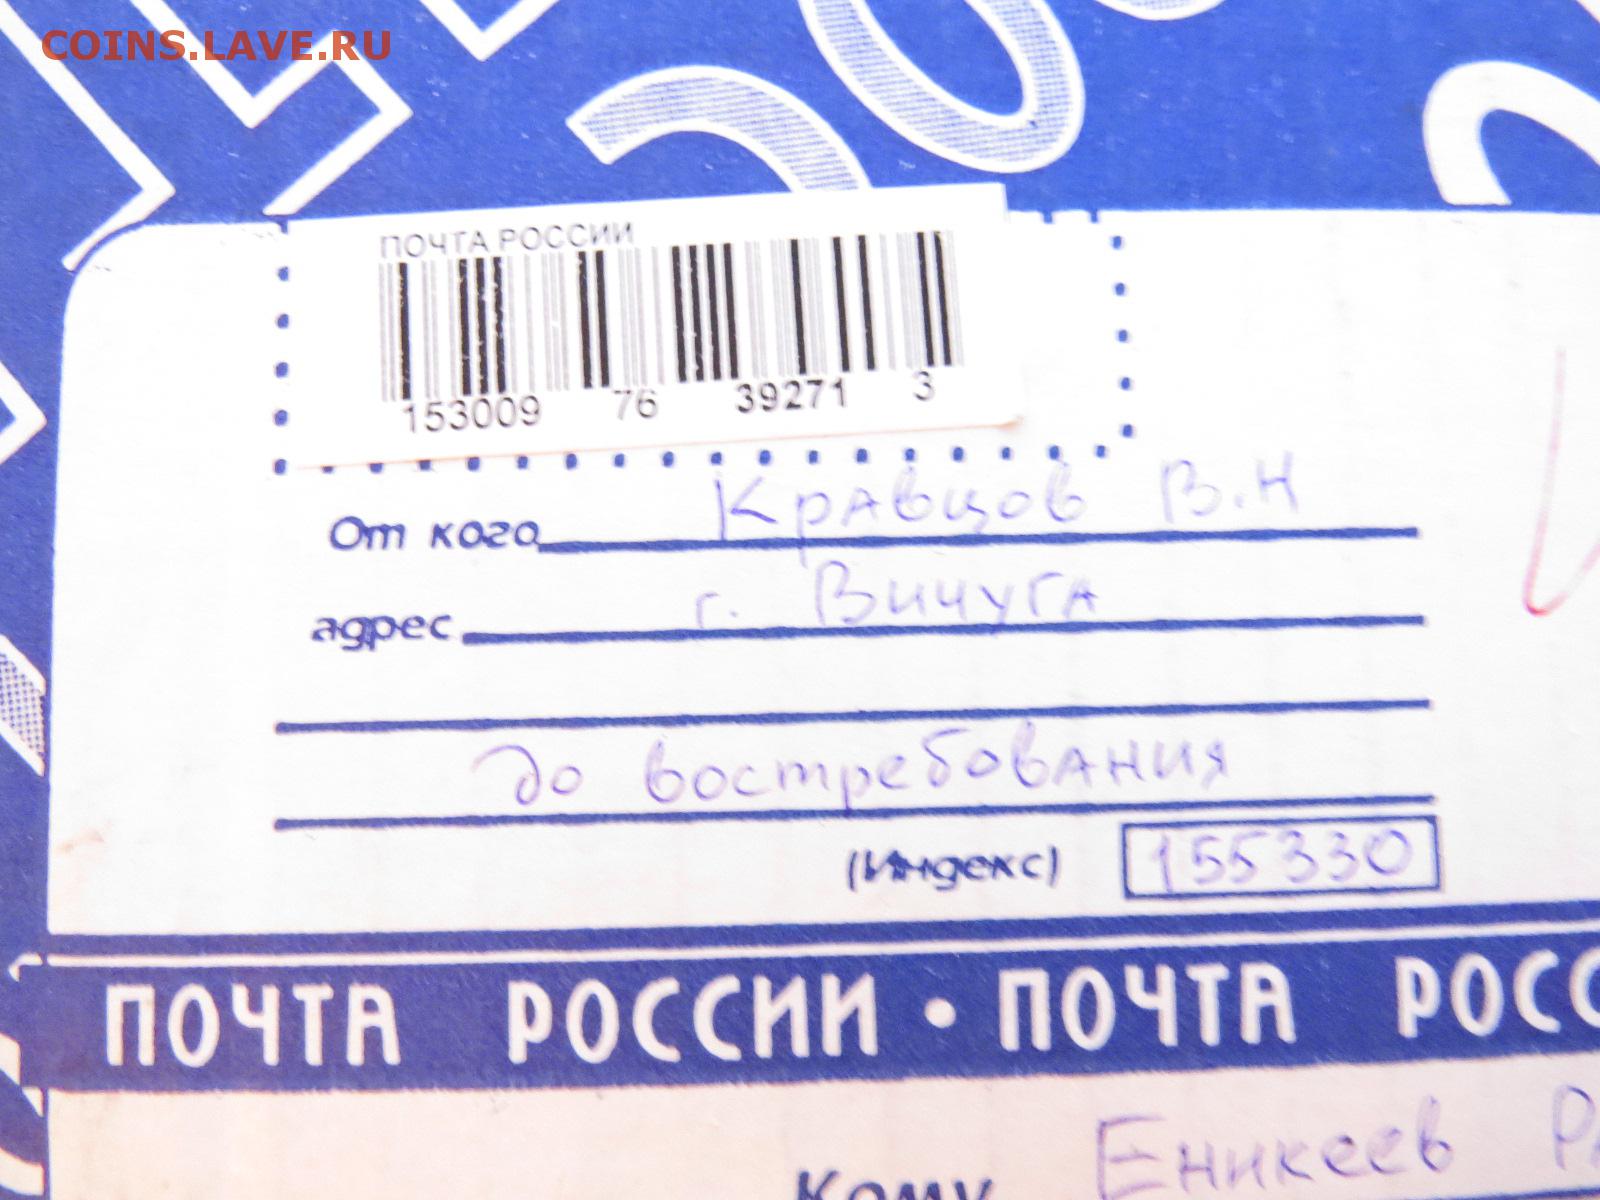 COINS.LAVE.RU
ПОЧТА РОССИИ
153009 76 39271 3
От кого Кравцов В.Н
адрес г. Вичуга
до востребования
(Индекс) 155330
ПОЧТА РОССИИ • ПОЧТА РОСС
Кому Еникеев